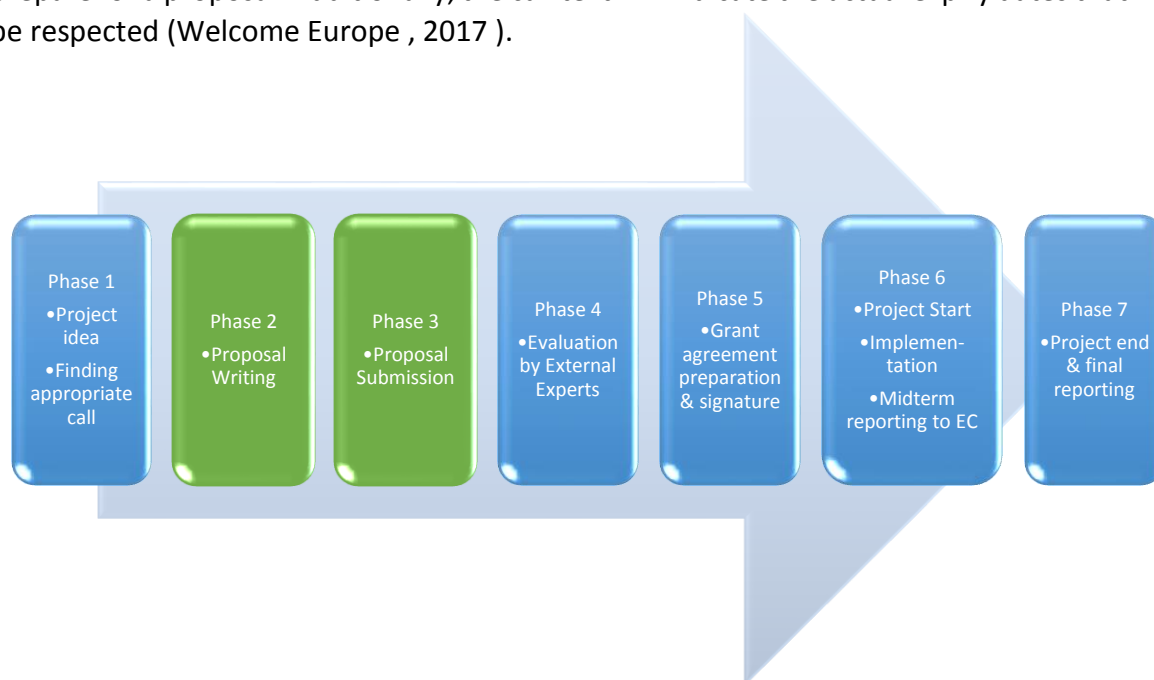 be respected (Welcome Europe , 2017 ).
Phase 1
•Project
idea
•Finding
appropriate
call
Phase 2
•Proposal
Writing
Phase 3
•Proposal
Submission
Phase 4
•Evaluation
by External
Experts
Phase 5
•Grant
agreement
preparation
& signature
Phase 6
•Project Start
•Implemen-
tation
•Midterm
reporting to EC
Phase 7
•Project end
& final
reporting